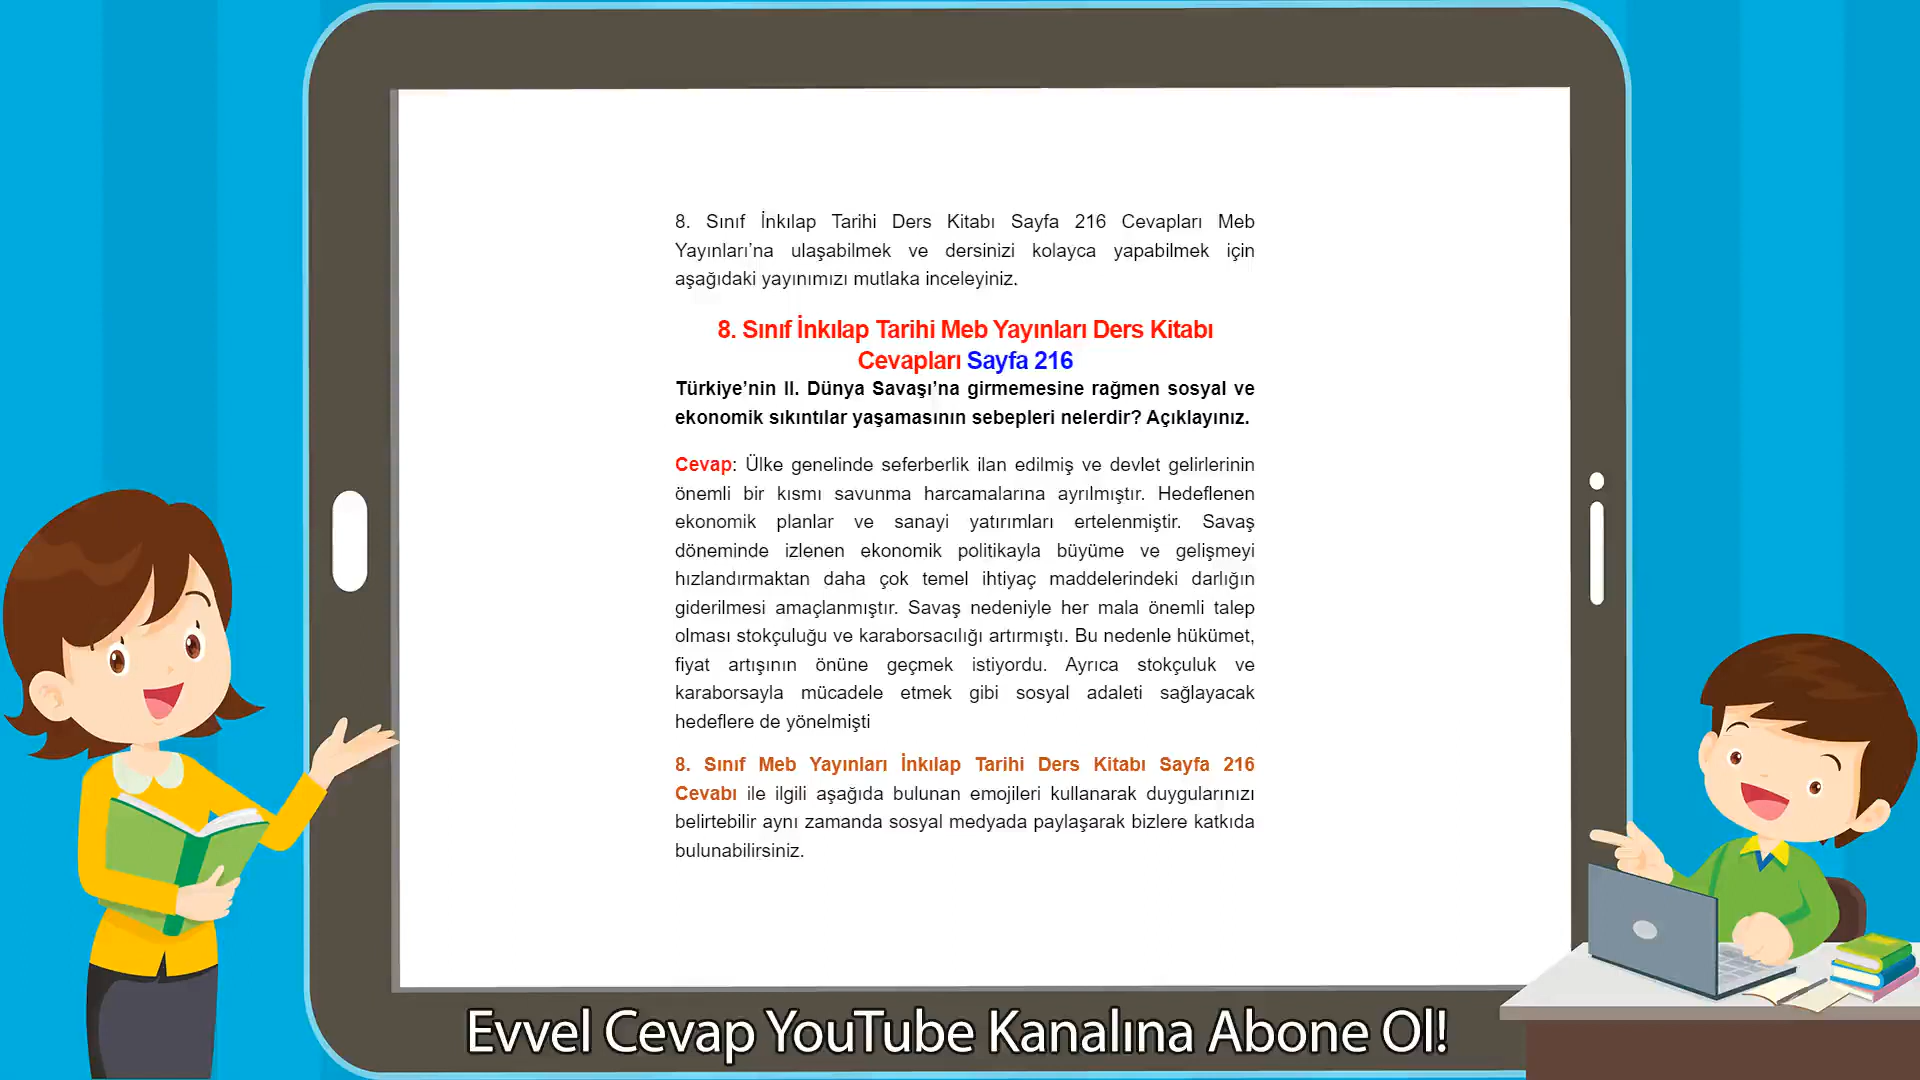 8. Sınıf İnkılap Tarihi Ders Kitabı Sayfa 216 Cevapları Meb
Yayınları’na ulaşabilmek ve dersinizi kolayca yapabilmek için
aşağıdaki yayınımızı mutlaka inceleyiniz.
8. Sınıf İnkılap Tarihi Meb Yayınları Ders Kitabı
Cevapları Sayfa 216
Türkiye’nin II. Dünya Savaşı’na girmemesine rağmen sosyal ve
ekonomik sıkıntılar yaşamasının sebepleri nelerdir? Açıklayınız.
Cevap: Ülke genelinde seferberlik ilan edilmiş ve devlet gelirlerinin
önemli bir kısmı savunma harcamalarına ayrılmıştır. Hedeflenen
ekonomik planlar ve sanayi yatırımları ertelenmiştir. Savaş
döneminde izlenen ekonomik politikayla büyüme ve gelişmeyi
hızlandırmaktan daha çok temel ihtiyaç maddelerindeki darlığın
giderilmesi amaçlanmıştır. Savaş nedeniyle her mala önemli talep
olması stokçuluğu ve karaborsacılığı artırmıştı. Bu nedenle hükümet,
fiyat artışının önüne geçmek istiyordu. Ayrıca stokçuluk ve
karaborsayla mücadele etmek gibi sosyal adaleti sağlayacak
hedeflere de yönelmişti
8. Sınıf Meb Yayınları İnkılap Tarihi Ders Kitabı Sayfa 216
Cevabı ile ilgili aşağıda bulunan emojileri kullanarak duygularınızı
belirtebilir aynı zamanda sosyal medyada paylaşarak bizlere katkıda
bulunabilirsiniz.
Evvel Cevap YouTube Kanalına Abone Ol!